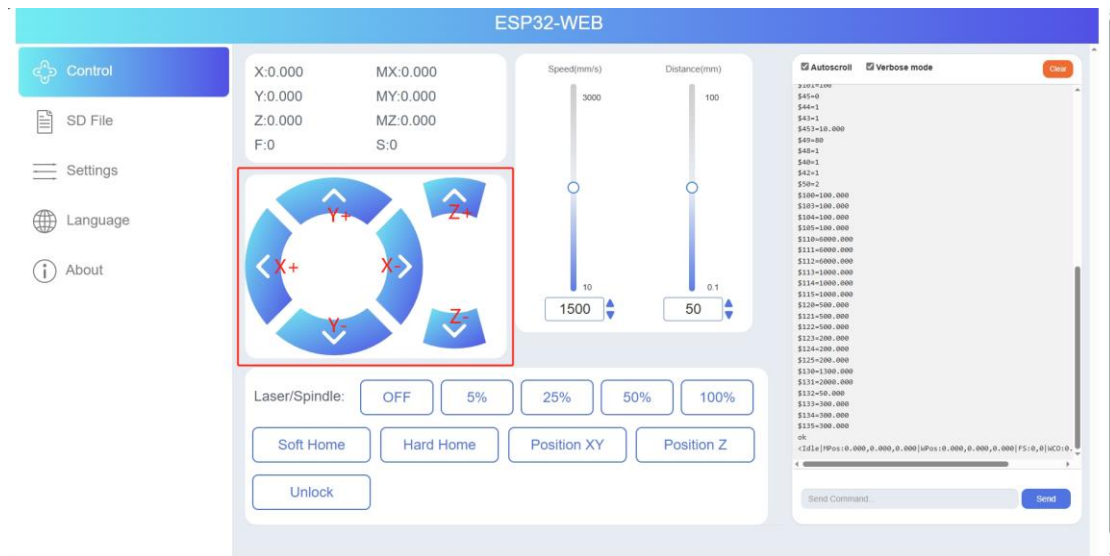 ESP32-WEB
Control
SD File
Settings
Language
About
X:0.000 MX:0.000
Y:0.000 MY:0.000
Z:0.000 MZ:0.000
F:0 S:0
Y+
Z+
X+ X-
Y-
Z-
Speed(mm/s) Distance(mm)
3000 100
10 0.1
1500 50
Laser/Spindle: OFF 5% 25% 50% 100%
Soft Home Hard Home Position XY Position Z
Unlock
Autoscroll Verbose mode Clear
$101=100
$45=0
$44=1
$43=1
$453=10.000
$49=80
$48=1
$40=1
$42=1
$50=2
$100=100.000
$103=100.000
$104=100.000
$105=100.000
$110=6000.000
$111=6000.000
$112=6000.000
$113=1000.000
$114=1000.000
$115=1000.000
$120=500.000
$121=500.000
$122=500.000
$123=200.000
$124=200.000
$125=200.000
$130=1300.000
$131=2000.000
$132=50.000
$133=300.000
$134=300.000
$135=300.000
ok
<Idle|MPos:0.000,0.000,0.000|WPos:0.000,0.000,0.000|FS:0,0|WCO:0.
Send Command... Send